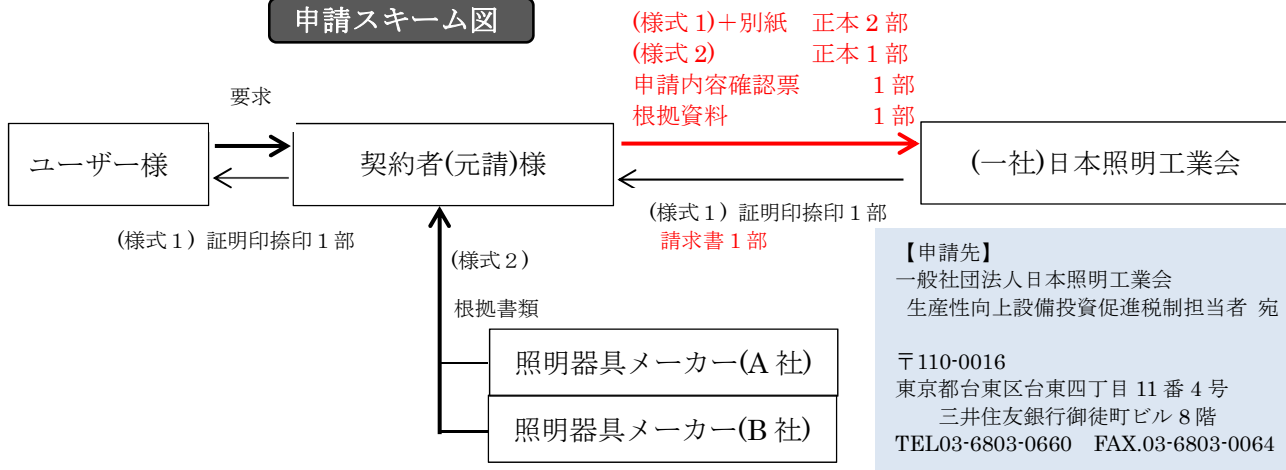 申請スキーム図
(様式1)+別紙 正本2部
(様式2) 正本1部
申請内容確認票 1部
根拠資料 1部
要求
ユーザー様
契約者(元請)様
(一社)日本照明工業会
(様式1) 証明印捺印1部
(様式1) 証明印捺印1部
請求書1部
(様式2)
根拠書類
照明器具メーカー(A社)
照明器具メーカー(B社)
【申請先】
一般社団法人日本照明工業会
生産性向上設備投資促進税制担当者 宛
〒110-0016
東京都台東区台東四丁目11番4号
三井住友銀行御徒町ビル8階
TEL03-6803-0660 FAX.03-6803-0064